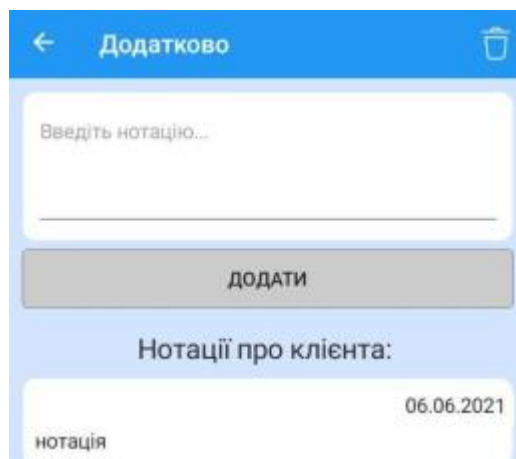 Додатково
Введіть нотацію...
ДОДАТИ
Нотації про клієнта:
06.06.2021
нотація